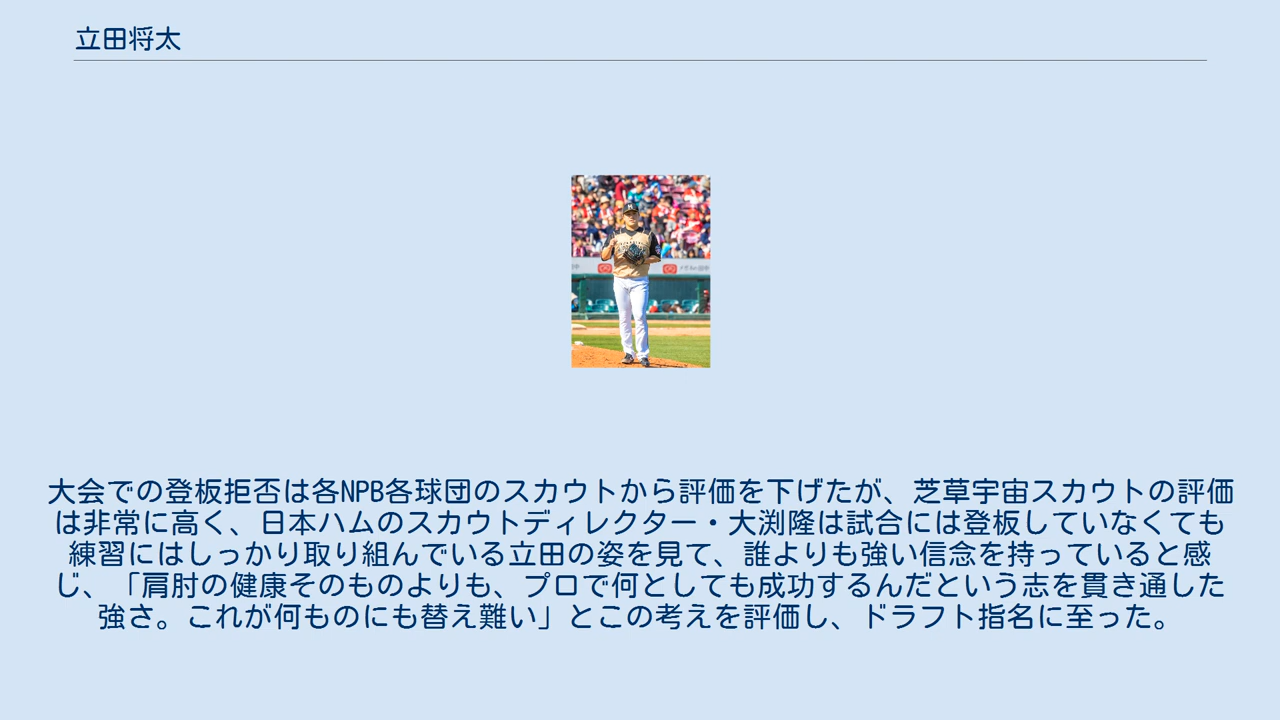 立田将太
大会での登板拒否は各NPB各球団のスカウトから評価を下げたが、芝草宇宙スカウトの評価
は非常に高く、日本ハムのスカウトディレクター・大渕隆は試合には登板していなくても
練習にはしっかり取り組んでいる立田の姿を見て、誰よりも強い信念を持っていると感
じ、「肩肘の健康そのものよりも、プロで何としても成功するんだという志を貫き通した
強さ。これが何ものにも替え難い」とこの考えを評価し、ドラフト指名に至った。